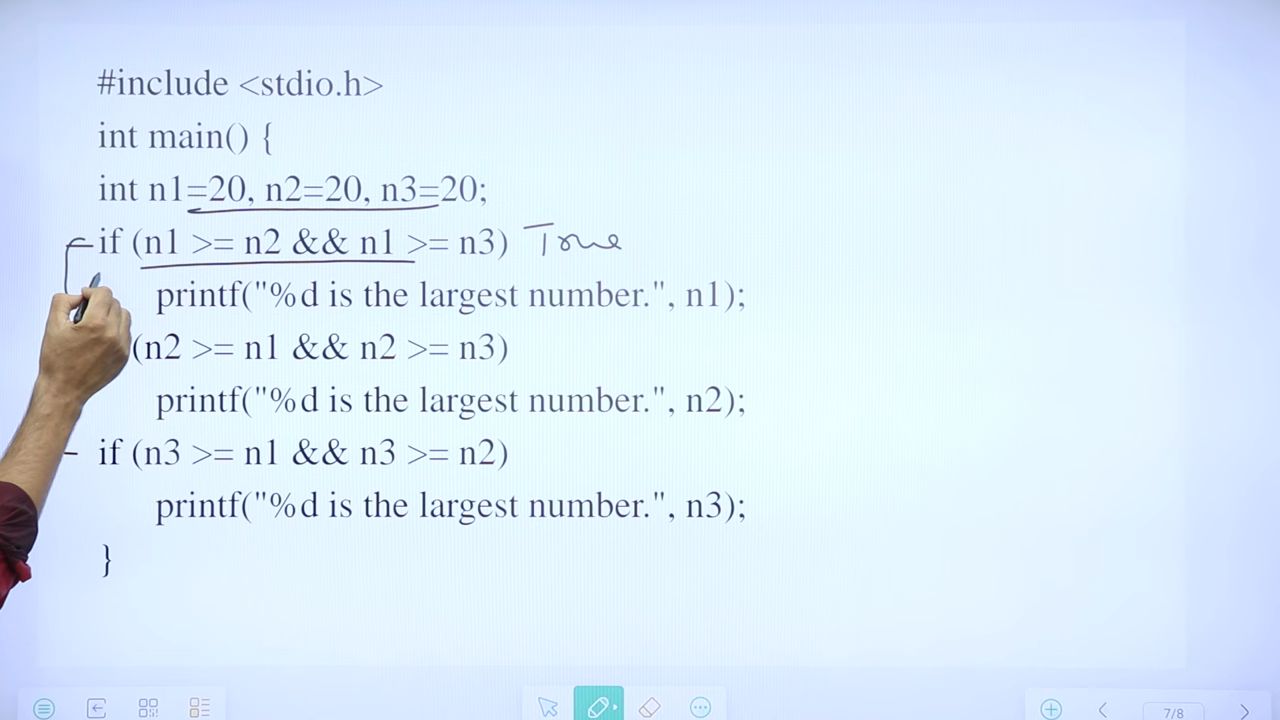 #include <stdio.h>
int main() {
int n1=20, n2=20, n3=20;
if (n1 >= n2 && n1 >= n3) True
printf("%d is the largest number.", n1);
(n2 >= n1 && n2 >= n3)
printf("%d is the largest number.", n2);
if (n3 >= n1 && n3 >= n2)
printf("%d is the largest number.", n3);
}
7/8